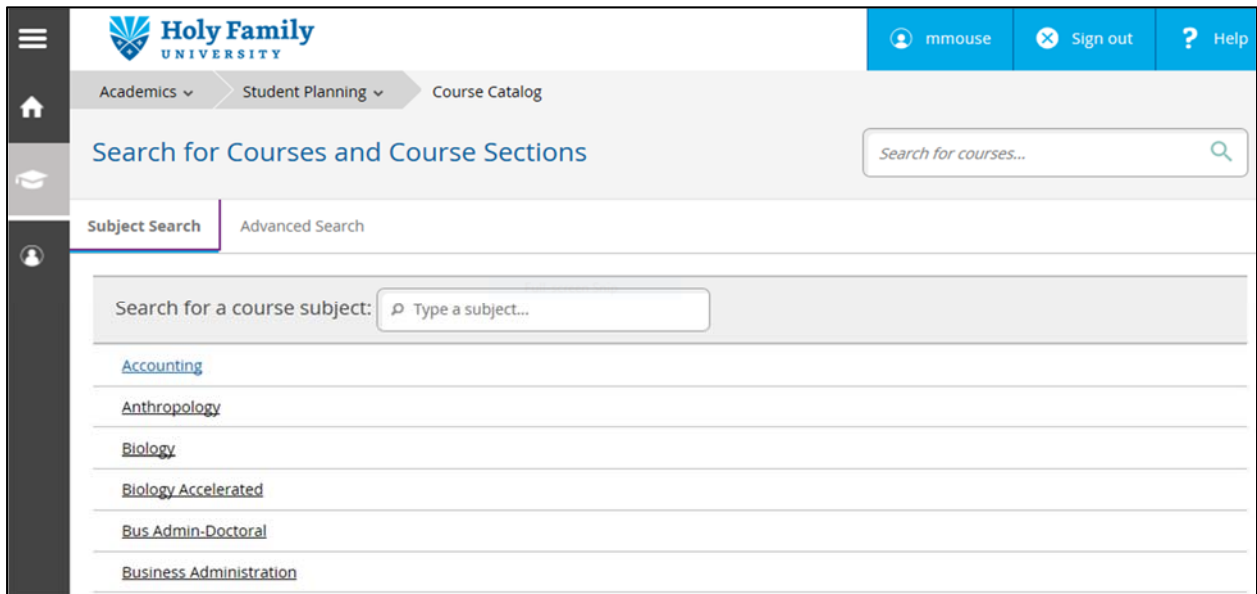 Holy Family
UNIVERSITY
mmouse
Sign out
? Help
Academics
Student Planning
Course Catalog
Search for Courses and Course Sections
Search for courses...
Subject Search
Advanced Search
Search for a course subject:
Type a subject...
Accounting
Anthropology
Biology
Biology Accelerated
Bus Admin-Doctoral
Business Administration